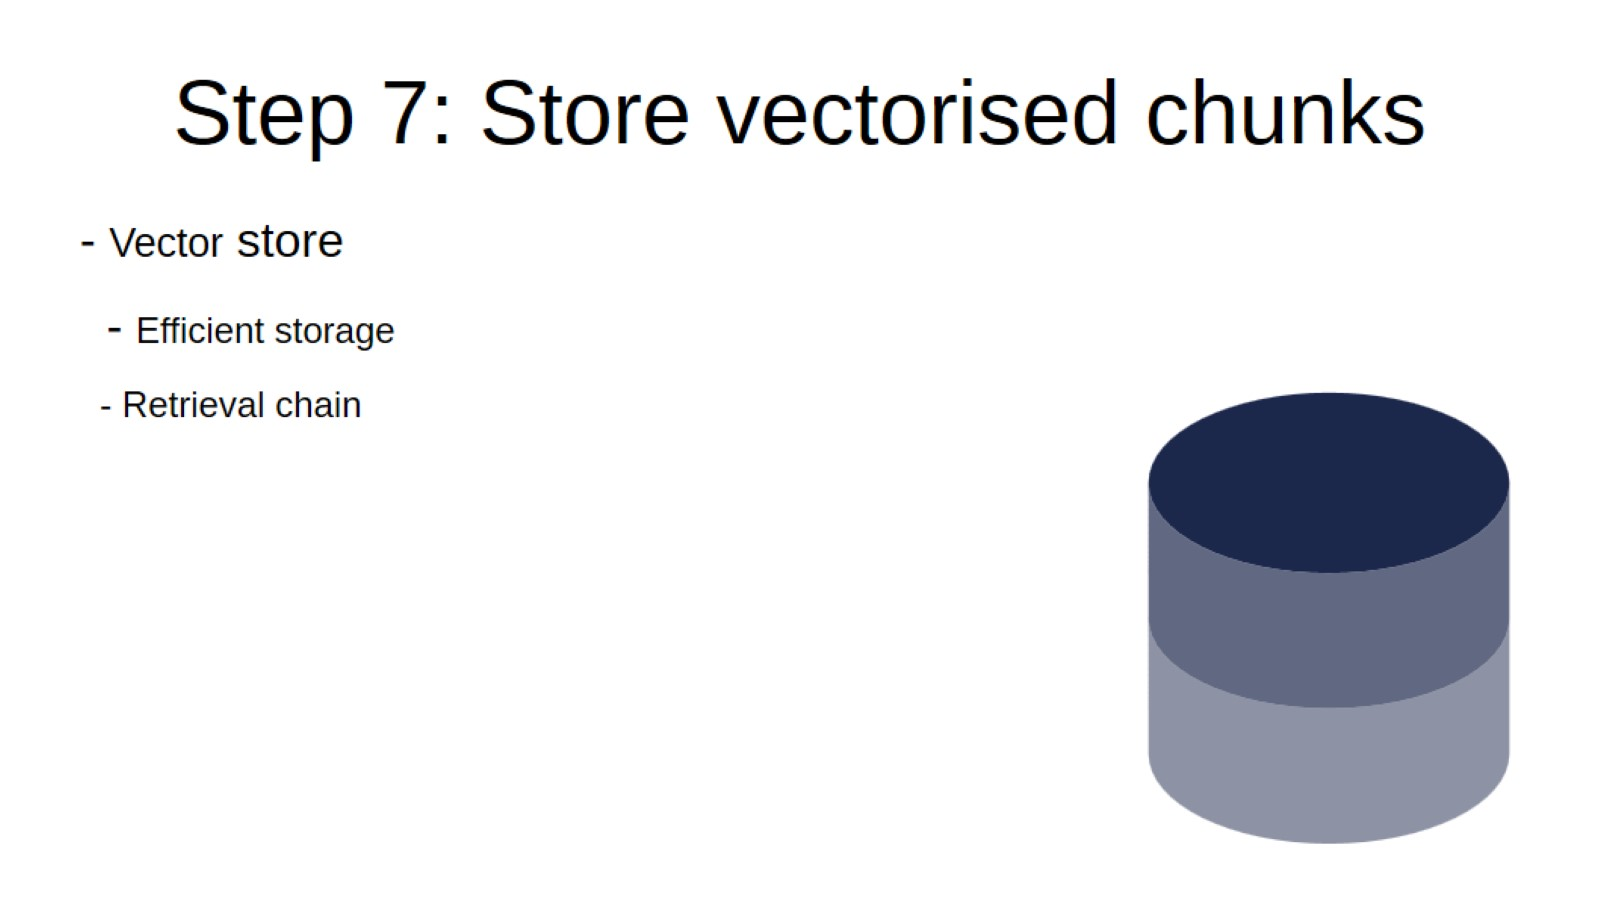 Step 7: Store vectorised chunks
- Vector store
- Efficient storage
- Retrieval chain